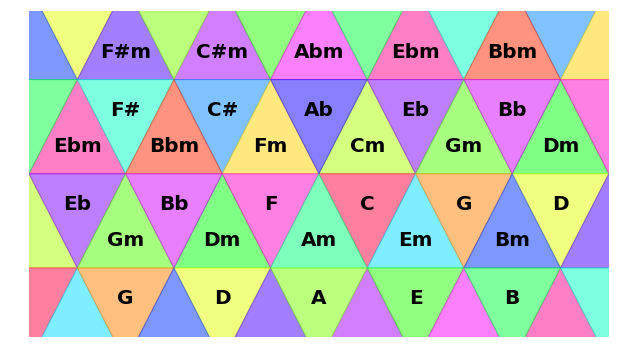 F#m C#m Abm Ebm Bbm
F# C# Ab Eb Bb
Ebm Bbm Fm Cm Gm Dm
Eb Bb F C G D
Gm Dm Am Em Bm
G D A E B